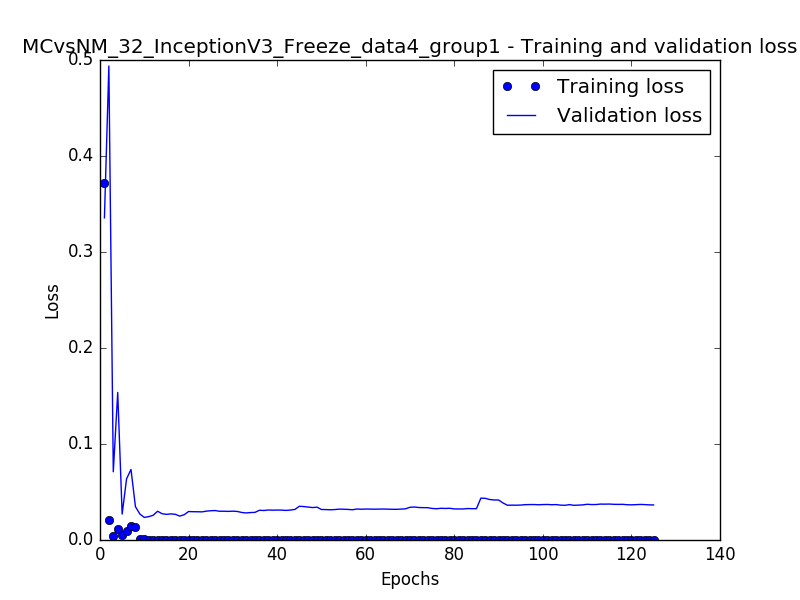 MCvsNM_32_InceptionV3_Freeze_data4_group1 - Training and validation loss
0.5
Training loss
Validation loss
0.4
0.3
Loss
0.2
0.1
0.0
0 20 40 60 80 100 120 140
Epochs